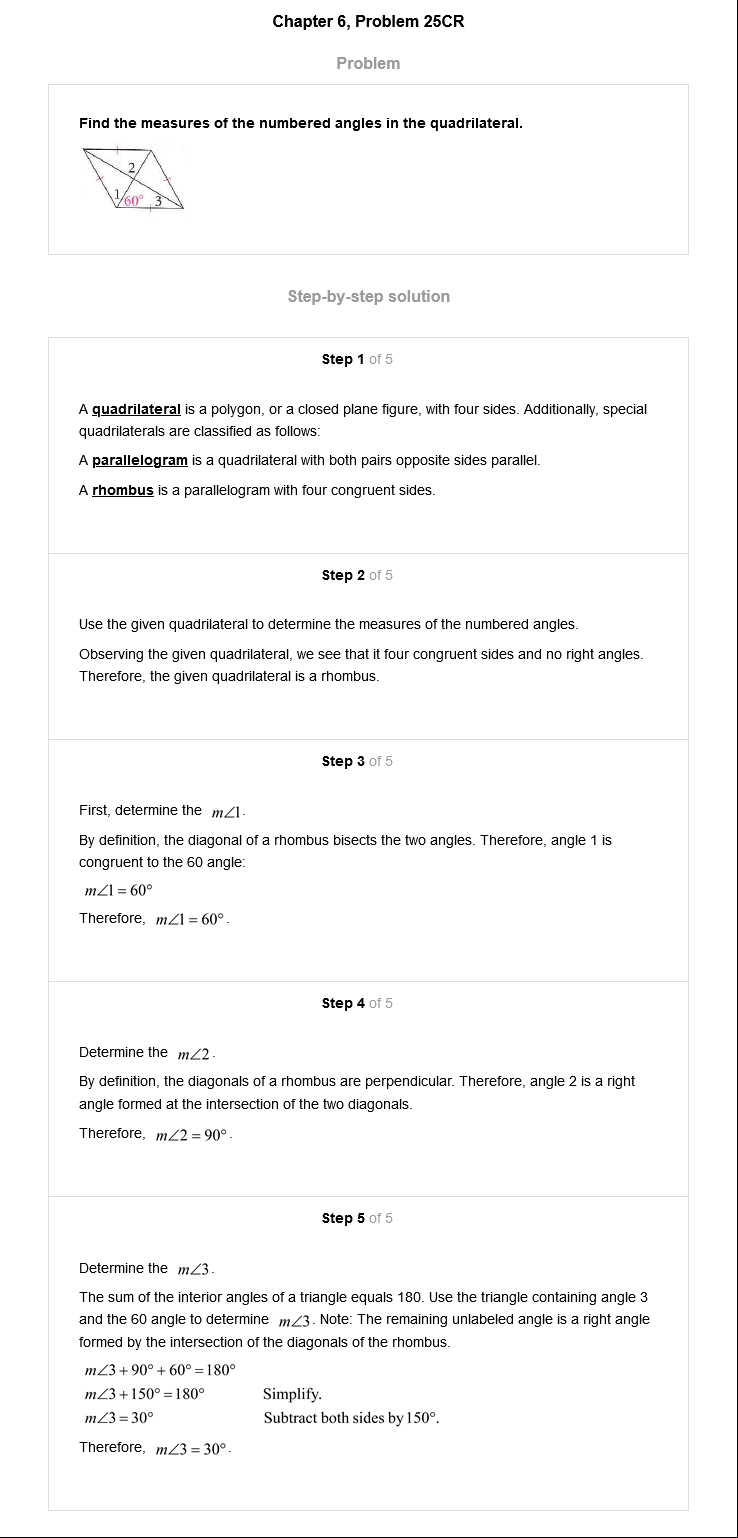 Chapter 6, Problem 25CR
Problem
Find the measures of the numbered angles in the quadrilateral.
2
1
60°
3
Step-by-step solution
Step 1 of 5
A quadrilateral is a polygon, or a closed plane figure, with four sides. Additionally, special
quadrilaterals are classified as follows:
A parallelogram is a quadrilateral with both pairs opposite sides parallel.
A rhombus is a parallelogram with four congruent sides.
Step 2 of 5
Use the given quadrilateral to determine the measures of the numbered angles.
Observing the given quadrilateral, we see that it four congruent sides and no right angles.
Therefore, the given quadrilateral is a rhombus.
Step 3 of 5
First, determine the m∠1.
By definition, the diagonal of a rhombus bisects the two angles. Therefore, angle 1 is
congruent to the 60 angle:
m∠1 = 60°
Therefore, m∠1 = 60°.
Step 4 of 5
Determine the m∠2.
By definition, the diagonals of a rhombus are perpendicular. Therefore, angle 2 is a right
angle formed at the intersection of the two diagonals.
Therefore, m∠2 = 90°.
Step 5 of 5
Determine the m∠3.
The sum of the interior angles of a triangle equals 180. Use the triangle containing angle 3
and the 60 angle to determine m∠3. Note: The remaining unlabeled angle is a right angle
formed by the intersection of the diagonals of the rhombus.
m∠3 + 90° + 60° = 180°
m∠3 + 150° = 180° Simplify.
m∠3 = 30° Subtract both sides by 150°.
Therefore, m∠3 = 30°.